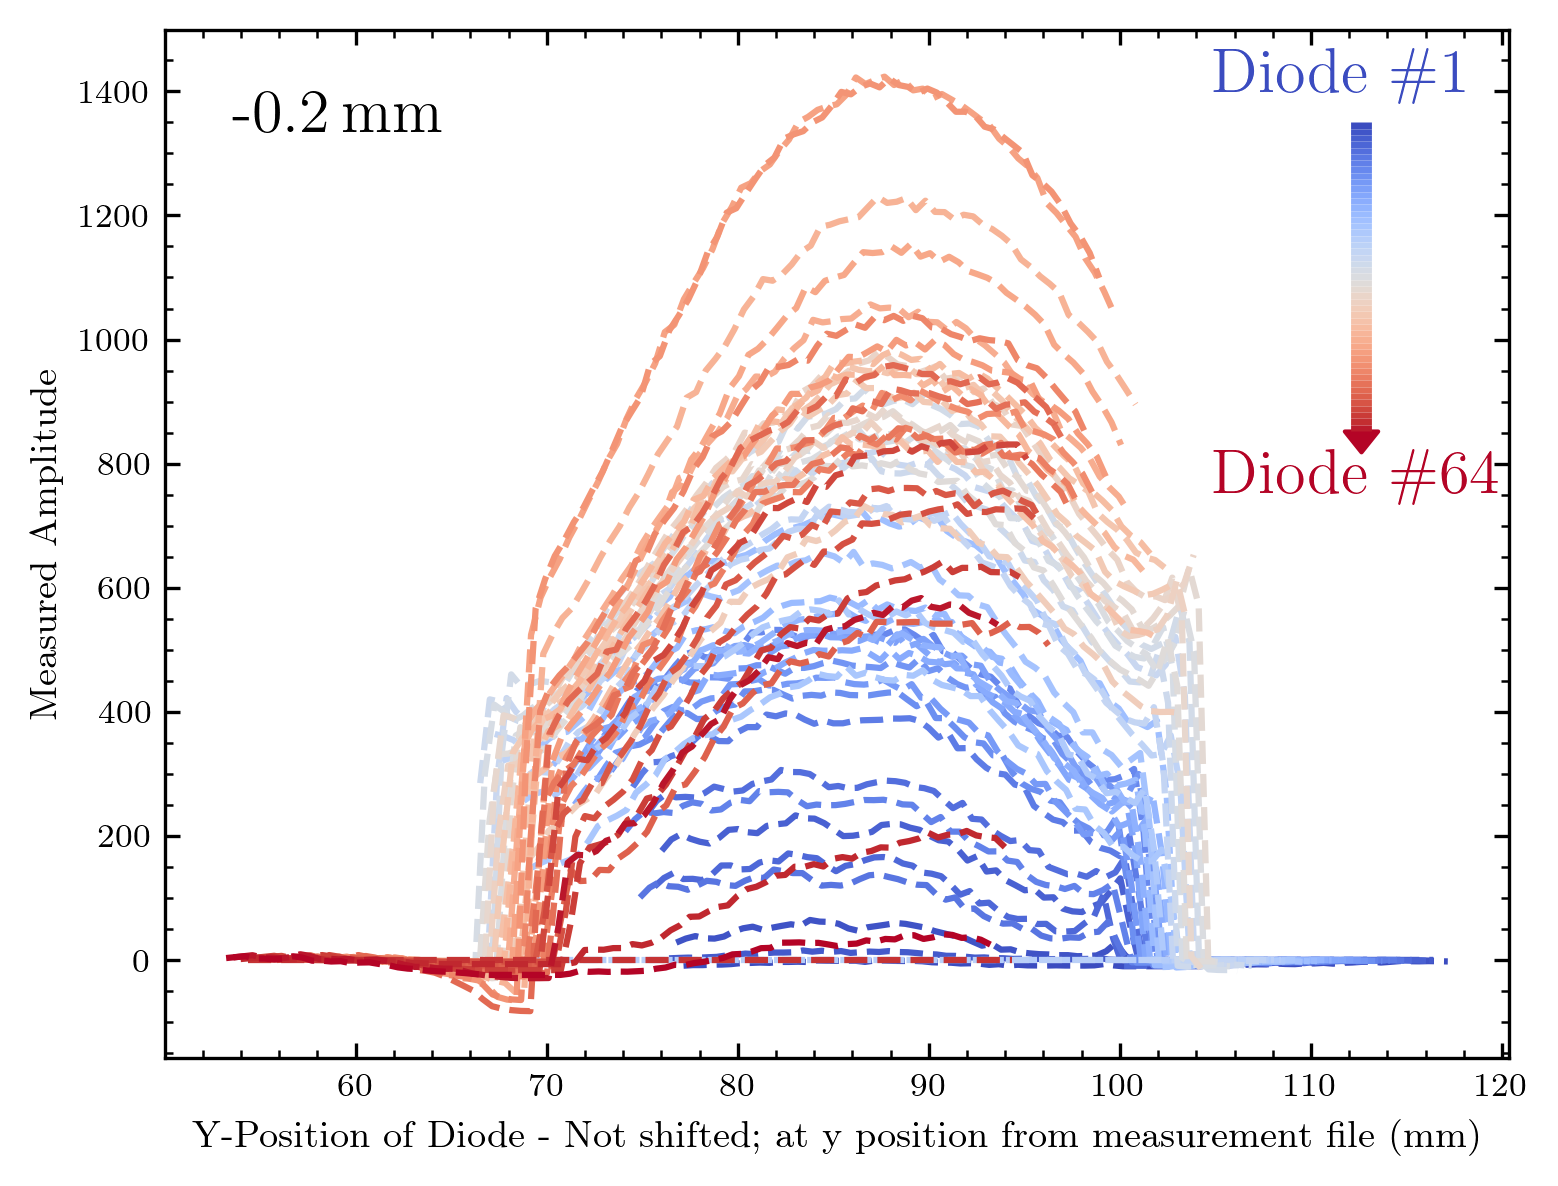 -0.2 mm
Diode #1
Diode #64
1400
1200
1000
800
600
400
200
0
Measured Amplitude
60 70 80 90 100 110 120
Y-Position of Diode - Not shifted; at y position from measurement file (mm)